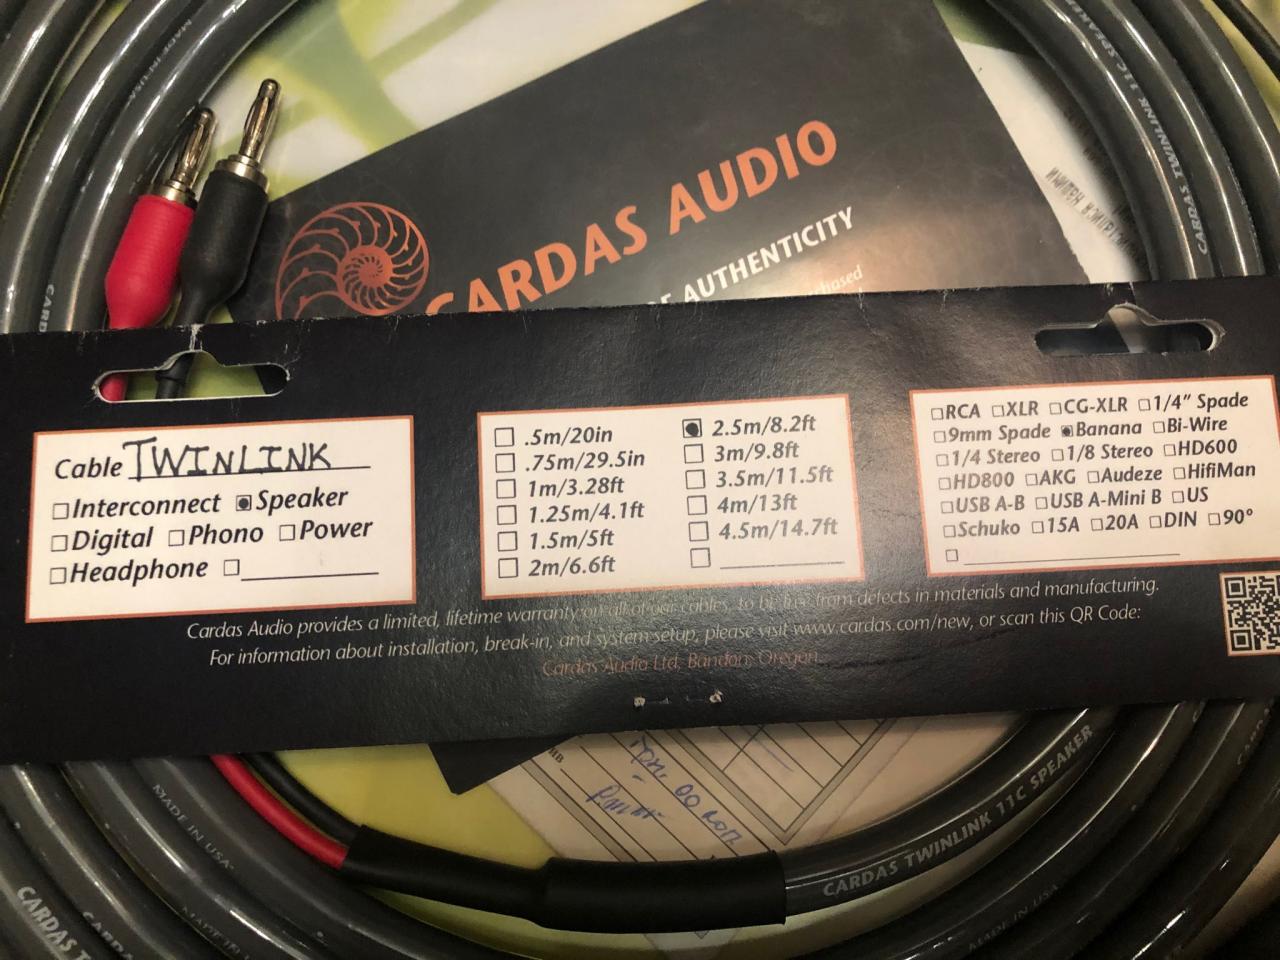 MADE IN USA
CARDAS TWINLINK 11C SPEAKER
CARDAS AUDIO
AUTHENTICITY
Cable TWINLINK
☐Interconnect ☒Speaker
☐Digital ☐Phono ☐Power
☐Headphone ☐
☐ .5m/20in
☐ .75m/29.5in
☐ 1m/3.28ft
☐ 1.25m/4.1ft
☐ 1.5m/5ft
☐ 2m/6.6ft
☒ 2.5m/8.2ft
☐ 3m/9.8ft
☐ 3.5m/11.5ft
☐ 4m/13ft
☐ 4.5m/14.7ft
☐
☐RCA ☐XLR ☐CG-XLR ☐1/4" Spade
☐9mm Spade ☒Banana ☐Bi-Wire
☐1/4 Stereo ☐1/8 Stereo ☐HD600
☐HD800 ☐AKG ☐Audeze ☐HifiMan
☐USB A-B ☐USB A-Mini B ☐US
☐Schuko ☐15A ☐20A ☐DIN ☐90°
☐
Cardas Audio provides a limited, lifetime warranty on all of our cables, to be free from defects in materials and manufacturing.
For information about installation, break-in, and system setup, please visit www.cardas.com/new, or scan this QR Code:
Cardas Audio Ltd, Bandon, Oregon
MADE IN USA
CARDAS TWINLINK 11C SPEAKER
MADE IN USA
CARDAS